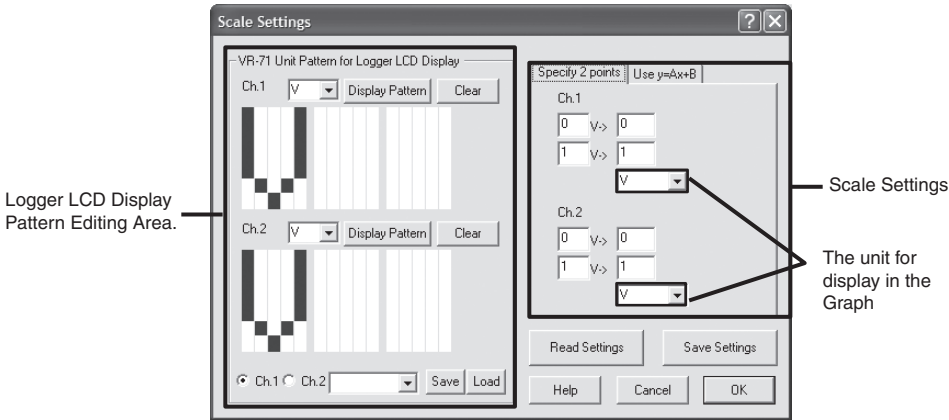 Scale Settings
VR-71 Unit Pattern for Logger LCD Display
Ch.1 V Display Pattern Clear
Ch.2 V Display Pattern Clear
Ch.1 Ch.2 Save Load
Specify 2 points Use y=Ax+B
Ch.1
0 V-> 0
1 V-> 1
V
Ch.2
0 V-> 0
1 V-> 1
V
Read Settings Save Settings
Help Cancel OK
Logger LCD Display
Pattern Editing Area.
Scale Settings
The unit for
display in the
Graph